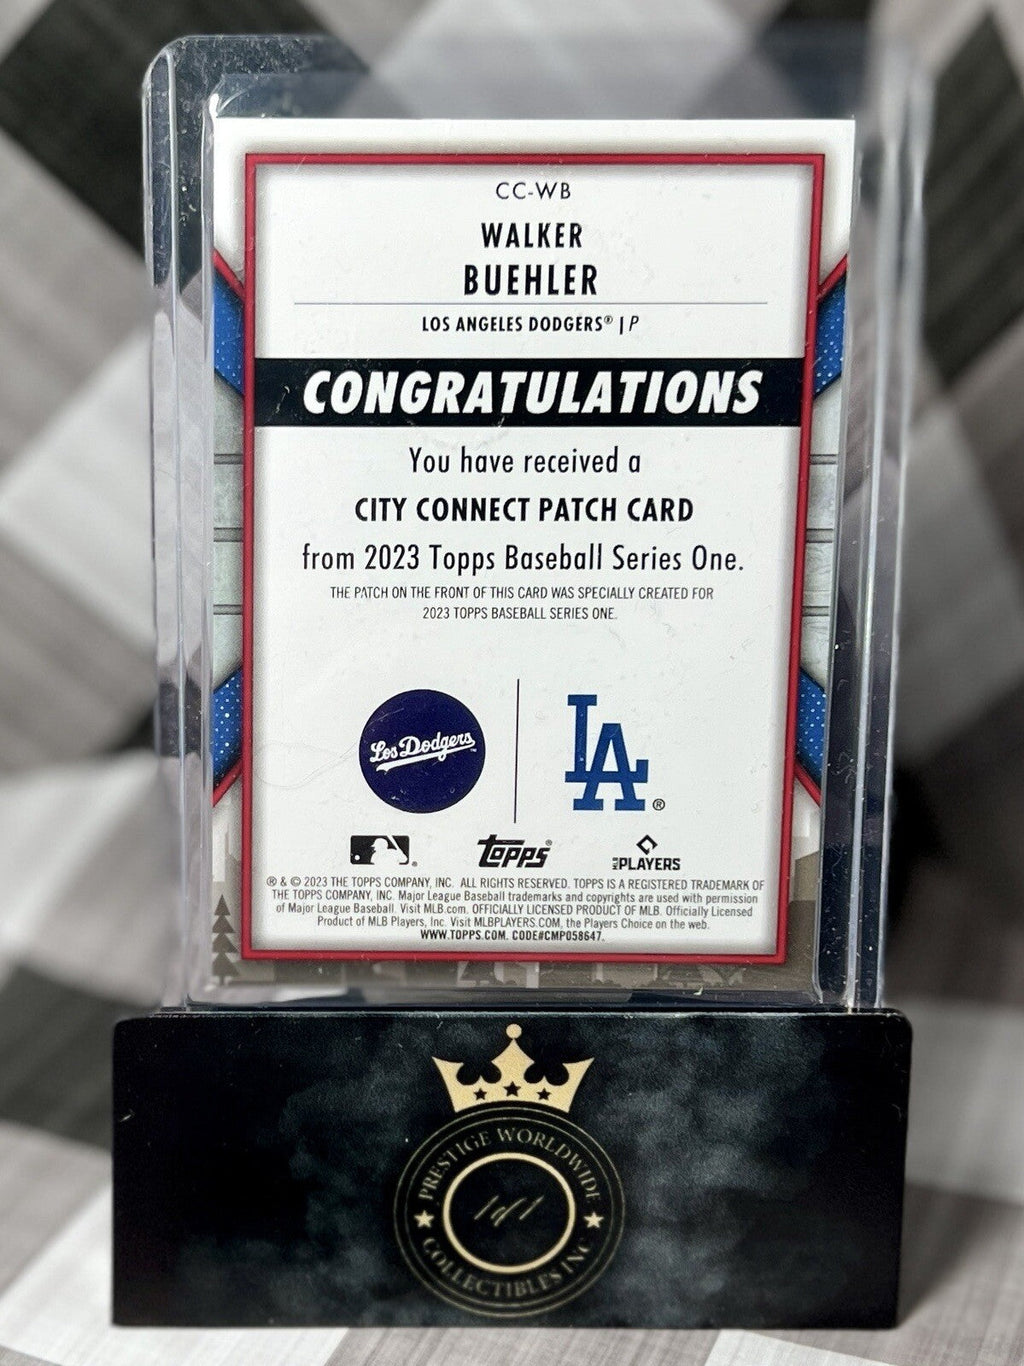 CC-WB
WALKER
BUEHLER
LOS ANGELES DODGERS® | P
CONGRATULATIONS
You have received a
CITY CONNECT PATCH CARD
from 2023 Topps Baseball Series One.
THE PATCH ON THE FRONT OF THIS CARD WAS SPECIALLY CREATED FOR
2023 TOPPS BASEBALL SERIES ONE.
Los Dodgers™
LA®
topps®
MLB PLAYERS
® & © 2023 THE TOPPS COMPANY, INC. ALL RIGHTS RESERVED. TOPPS IS A REGISTERED TRADEMARK OF
THE TOPPS COMPANY, INC. Major League Baseball trademarks and copyrights are used with permission
of Major League Baseball. Visit MLB.com. OFFICIALLY LICENSED PRODUCT OF MLB. Officially Licensed
Product of MLB Players, Inc. Visit MLBPLAYERS.COM, the Players Choice on the web.
WWW.TOPPS.COM. CODE#CMP058647.
PRESTIGE WORLDWIDE
1 of 1
COLLECTIBLES INC